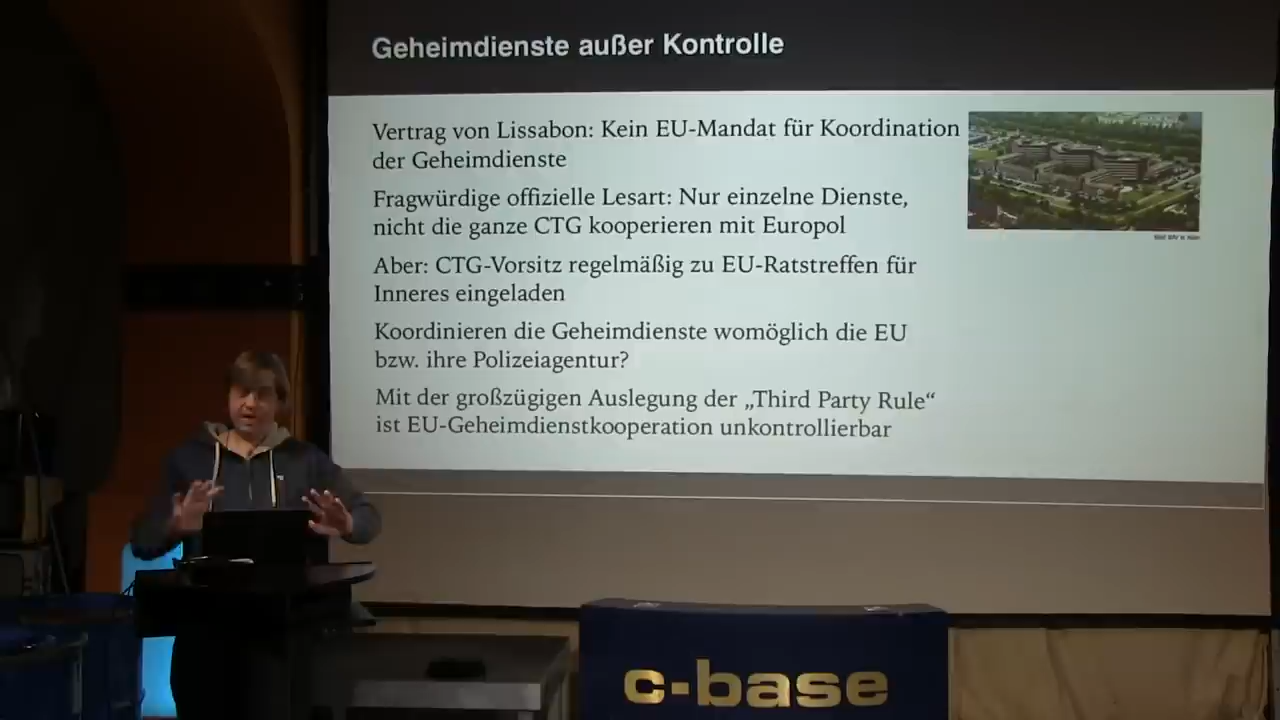 Geheimdienste außer Kontrolle
Vertrag von Lissabon: Kein EU-Mandat für Koordination
der Geheimdienste
Fragwürdige offizielle Lesart: Nur einzelne Dienste,
nicht die ganze CTG kooperieren mit Europol
Aber: CTG-Vorsitz regelmäßig zu EU-Ratstreffen für
Inneres eingeladen
Koordinieren die Geheimdienste womöglich die EU
bzw. ihre Polizeiagentur?
Mit der großzügigen Auslegung der „Third Party Rule“
ist EU-Geheimdienstkooperation unkontrollierbar
c-base